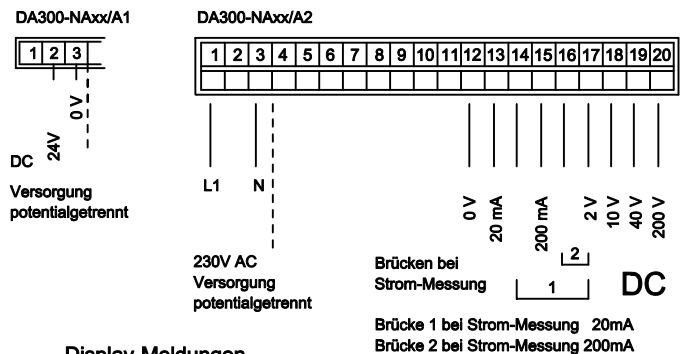 DA300-NAxx/A1
1 2 3
24V
0 V
DC
Versorgung
potentialgetrennt
DA300-NAxx/A2
1 2 3 4 5 6 7 8 9 10 11 12 13 14 15 16 17 18 19 20
L1 N
230V AC
Versorgung
potentialgetrennt
0 V 20 mA 200 mA 2 V 10 V 40 V 200 V
Brücken bei
Strom-Messung
2
1
DC
Brücke 1 bei Strom-Messung 20mA
Brücke 2 bei Strom-Messung 200mA
Display-Meldungen